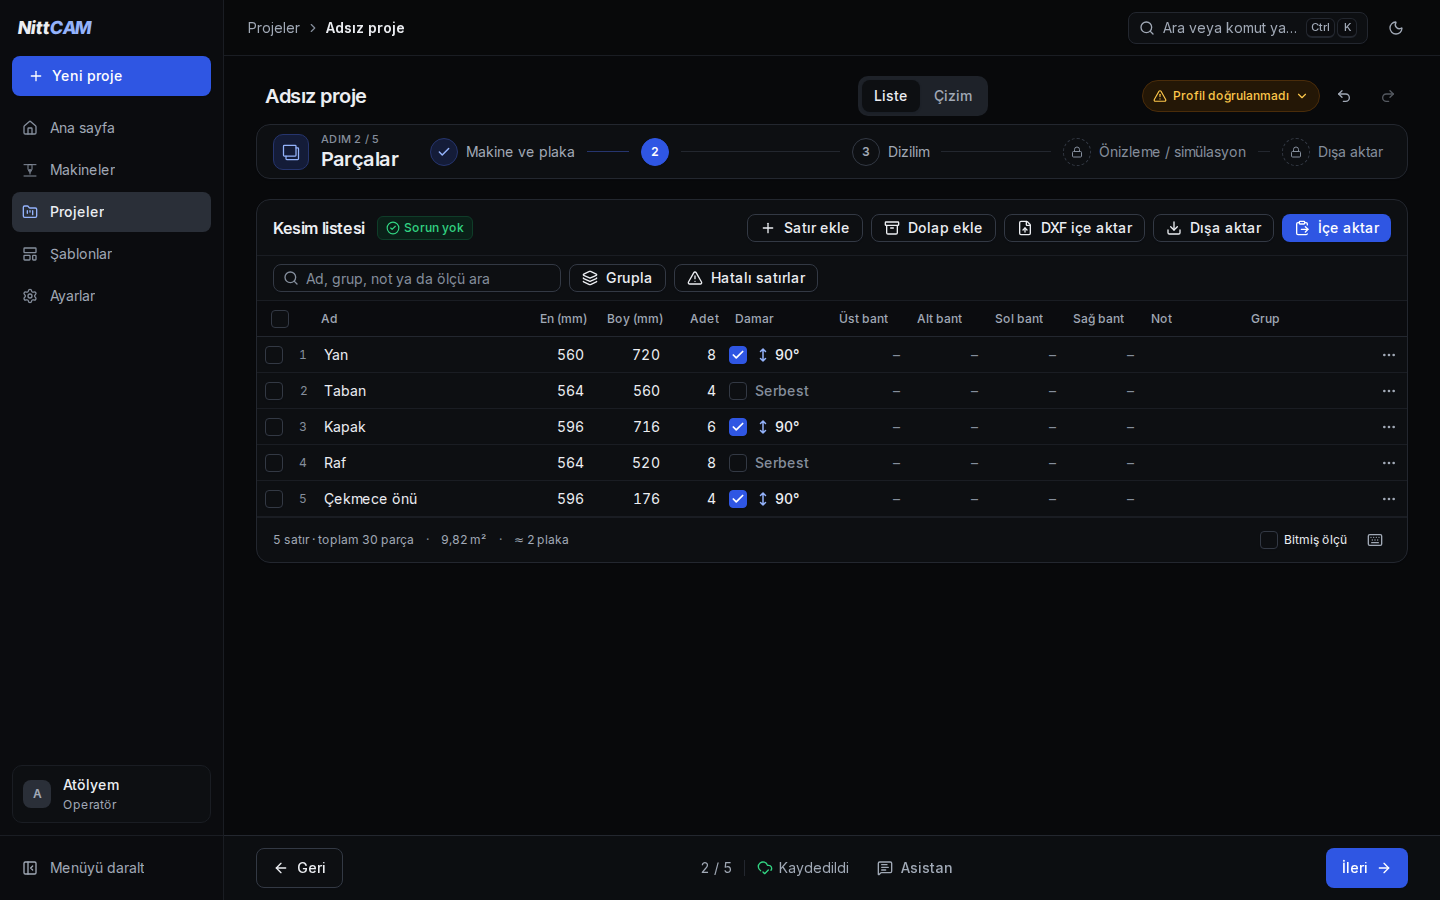 NittCAM
Projeler > Adsız proje
Ara veya komut ya... Ctrl K
Yeni proje
Ana sayfa
Makineler
Projeler
Şablonlar
Ayarlar
Adsız proje
Liste Çizim
Profil doğrulanmadı
ADIM 2 / 5
Parçalar
Makine ve plaka
2
3 Dizilim
Önizleme / simülasyon
Dışa aktar
Kesim listesi Sorun yok
Satır ekle Dolap ekle DXF içe aktar Dışa aktar İçe aktar
Ad, grup, not ya da ölçü ara Grupla Hatalı satırlar
Ad En (mm) Boy (mm) Adet Damar Üst bant Alt bant Sol bant Sağ bant Not Grup
1 Yan 560 720 8 90° – – – –
2 Taban 564 560 4 Serbest – – – –
3 Kapak 596 716 6 90° – – – –
4 Raf 564 520 8 Serbest – – – –
5 Çekmece önü 596 176 4 90° – – – –
5 satır · toplam 30 parça · 9,82 m² · ≈ 2 plaka
Bitmiş ölçü
A Atölyem
Operatör
Menüyü daralt
Geri
2 / 5 Kaydedildi Asistan
İleri